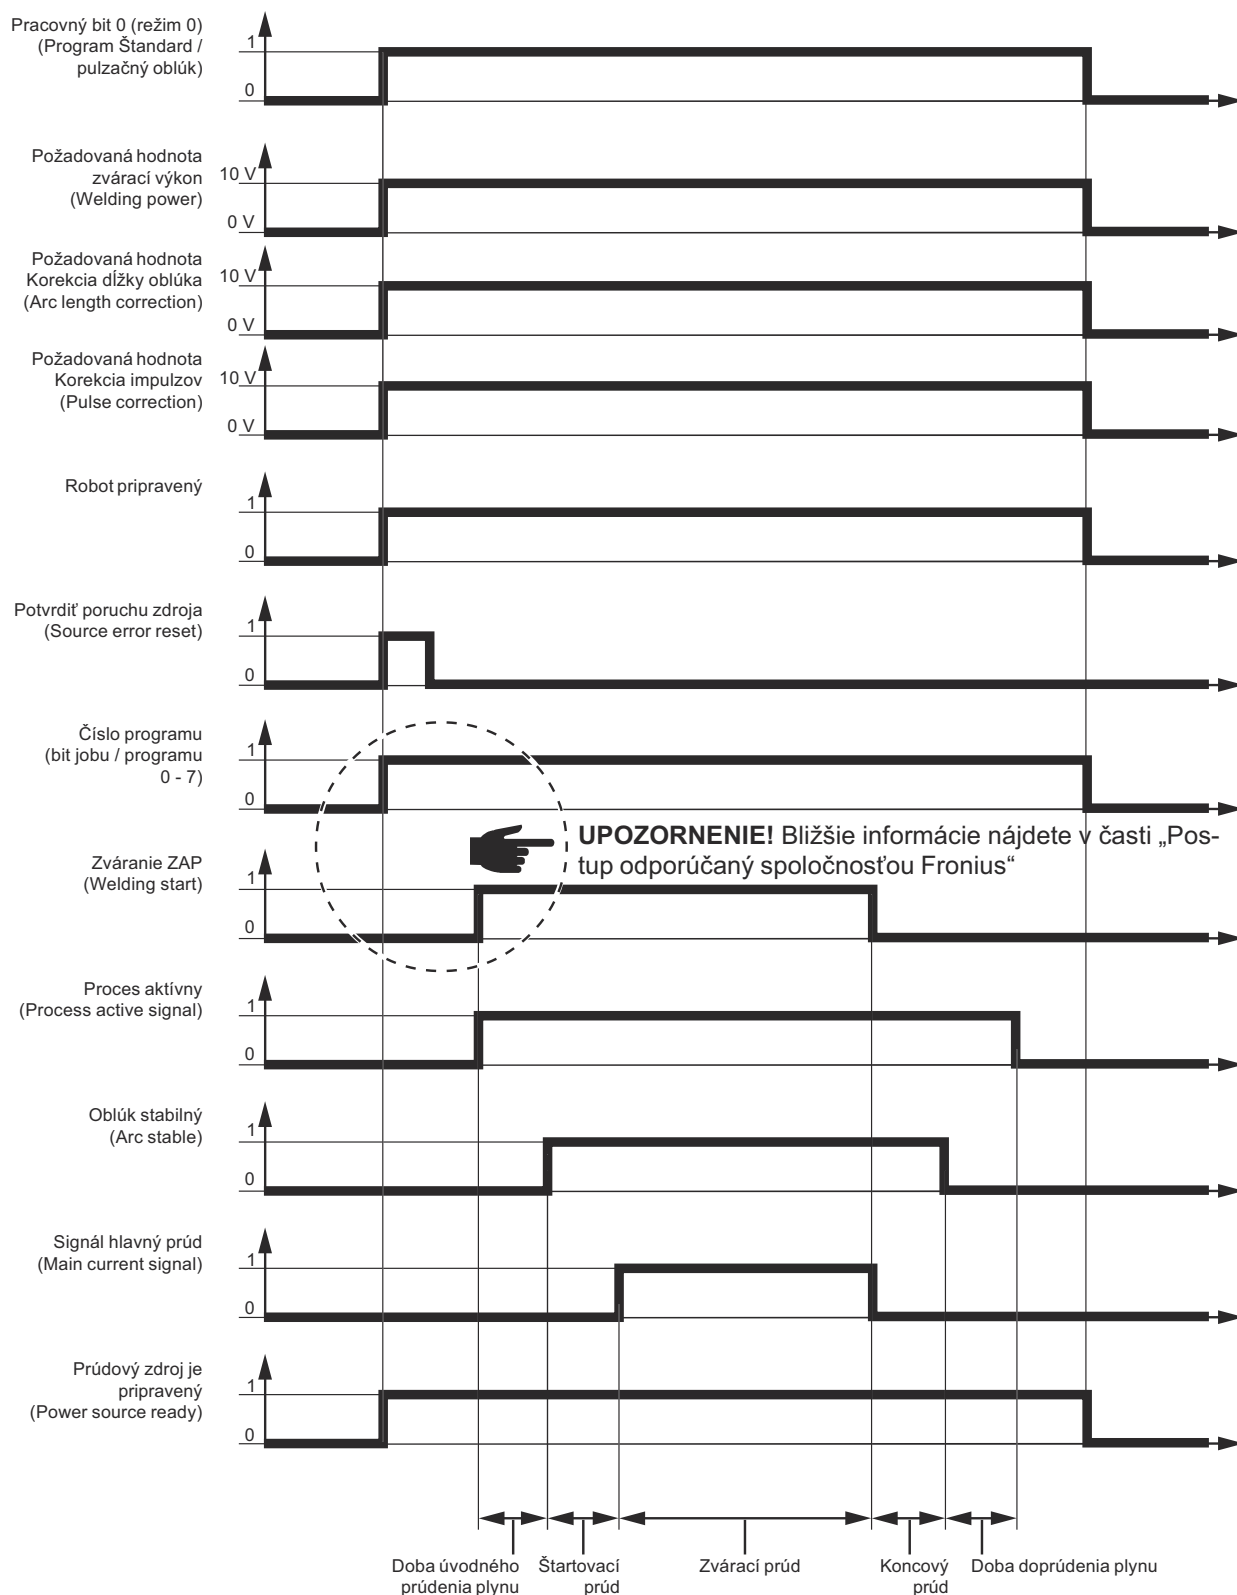 Pracovný bit 0 (režim 0)
(Program Štandard /
pulzačný oblúk)
1
0
Požadovaná hodnota
zvárací výkon
(Welding power)
10 V
0 V
Požadovaná hodnota
Korekcia dĺžky oblúka
(Arc length correction)
10 V
0 V
Požadovaná hodnota
Korekcia impulzov
(Pulse correction)
10 V
0 V
Robot pripravený
1
0
Potvrdiť poruchu zdroja
(Source error reset)
1
0
Číslo programu
(bit jobu / programu
0 - 7)
1
0
UPOZORNENIE! Bližšie informácie nájdete v časti „Pos-
tup odporúčaný spoločnosťou Fronius“
Zváranie ZAP
(Welding start)
1
0
Proces aktívny
(Process active signal)
1
0
Oblúk stabilný
(Arc stable)
1
0
Signál hlavný prúd
(Main current signal)
1
0
Prúdový zdroj je
pripravený
(Power source ready)
1
0
Doba úvodného
prúdenia plynu
Štartovací
prúd
Zvárací prúd
Koncový
prúd
Doba doprúdenia plynu